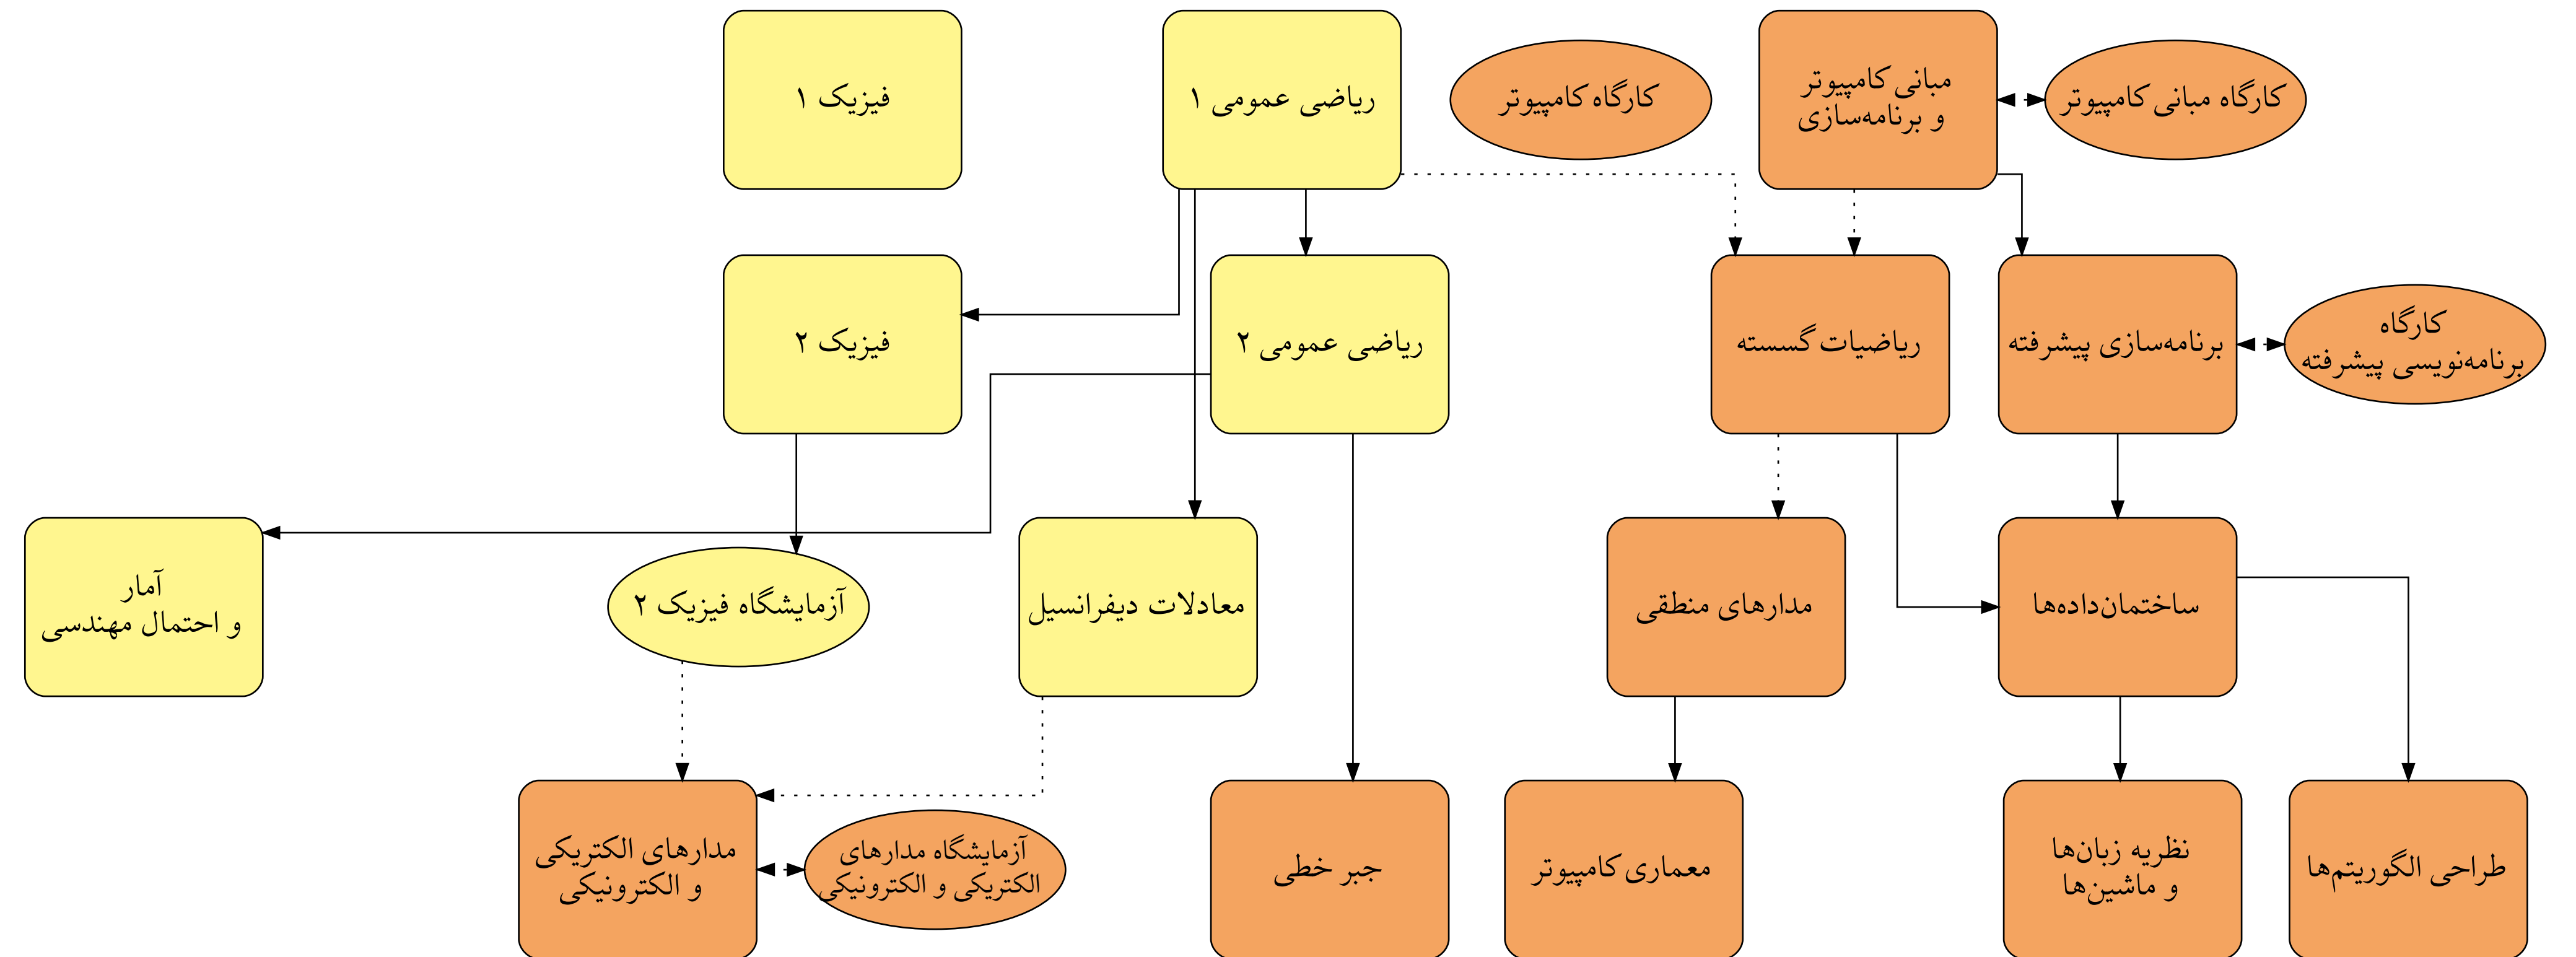 کارگاه مبانی کامپیوتر
مبانی کامپیوتر
و برنامه‌سازی
کارگاه کامپیوتر
ریاضی عمومی ۱
فیزیک ۱
کارگاه
برنامه‌نویسی پیشرفته
برنامه‌سازی پیشرفته
ریاضیات گسسته
ریاضی عمومی ۲
فیزیک ۲
ساختمان‌داده‌ها
مدارهای منطقی
معادلات دیفرانسیل
آزمایشگاه فیزیک ۲
آمار
و احتمال مهندسی
طراحی الگوریتم‌ها
نظریه زبان‌ها
و ماشین‌ها
معماری کامپیوتر
جبر خطی
آزمایشگاه مدارهای
الکتریکی و الکترونیکی
مدارهای الکتریکی
و الکترونیکی